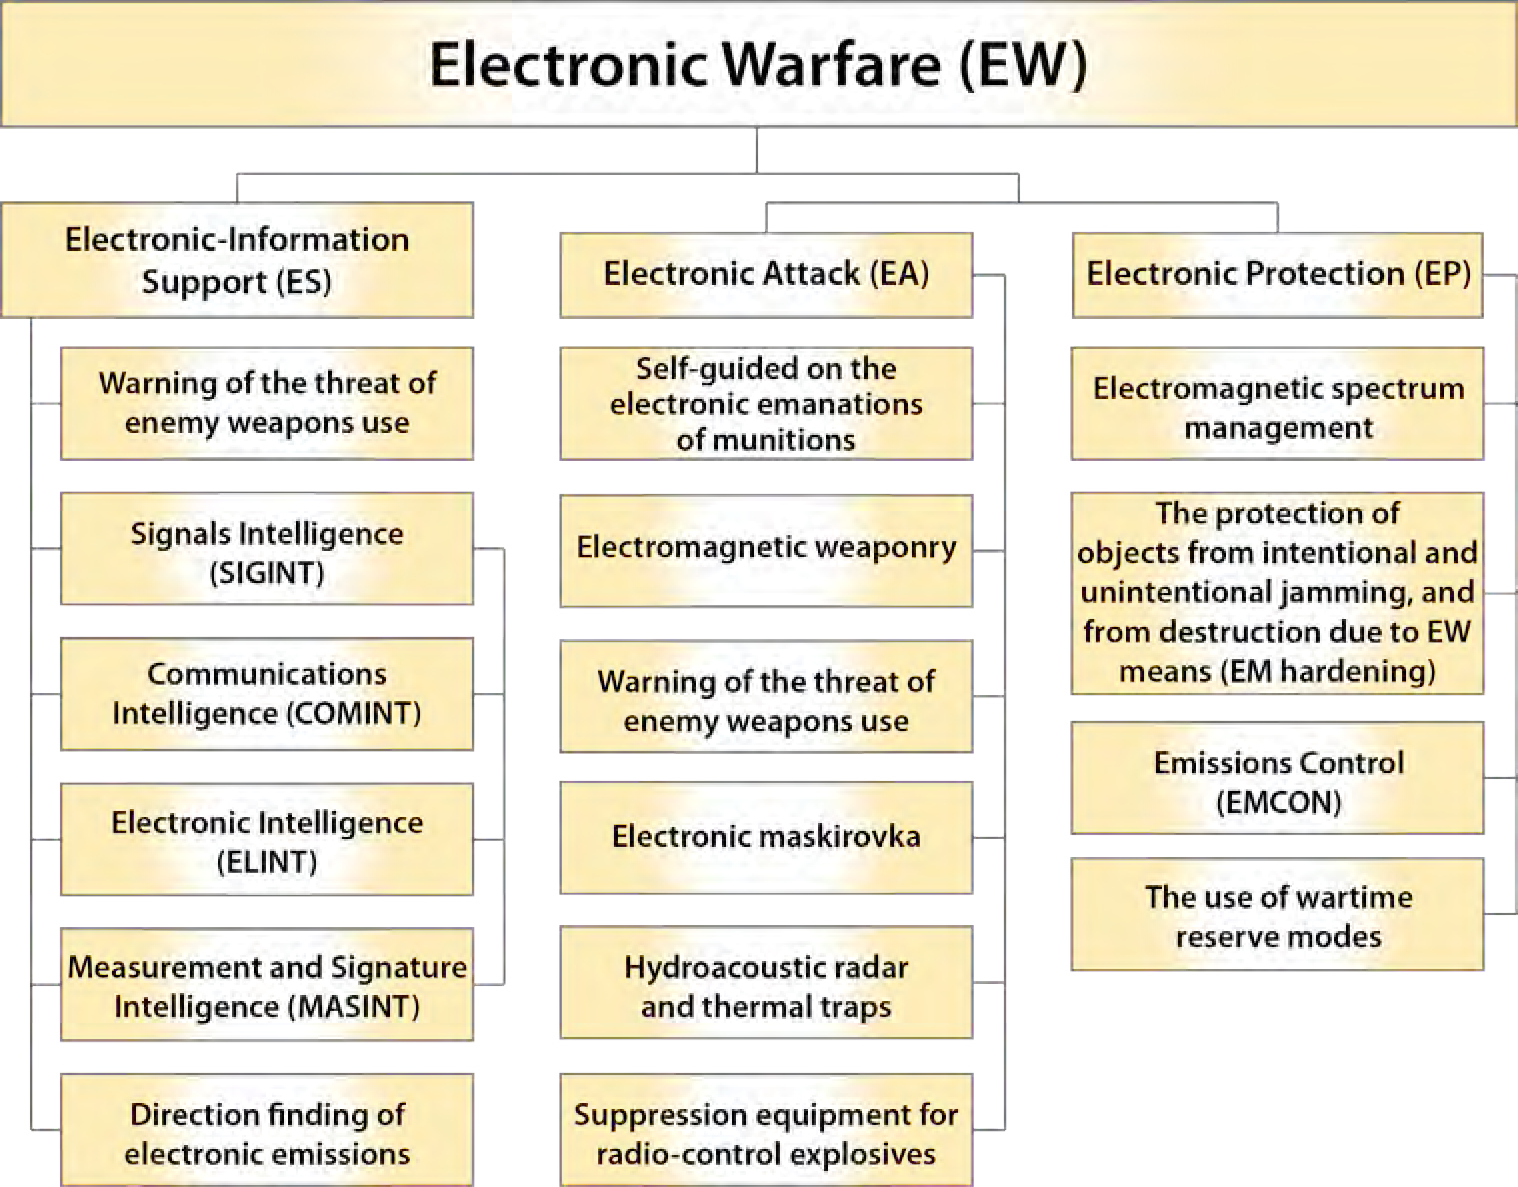 Electronic Warfare (EW)
Electronic-Information
Support (ES)
Warning of the threat of
enemy weapons use
Signals Intelligence
(SIGINT)
Communications
Intelligence (COMINT)
Electronic Intelligence
(ELINT)
Measurement and Signature
Intelligence (MASINT)
Direction finding of
electronic emissions
Electronic Attack (EA)
Self-guided on the
electronic emanations
of munitions
Electromagnetic weaponry
Warning of the threat of
enemy weapons use
Electronic maskirovka
Hydroacoustic radar
and thermal traps
Suppression equipment for
radio-control explosives
Electronic Protection (EP)
Electromagnetic spectrum
management
The protection of
objects from intentional and
unintentional jamming, and
from destruction due to EW
means (EM hardening)
Emissions Control
(EMCON)
The use of wartime
reserve modes